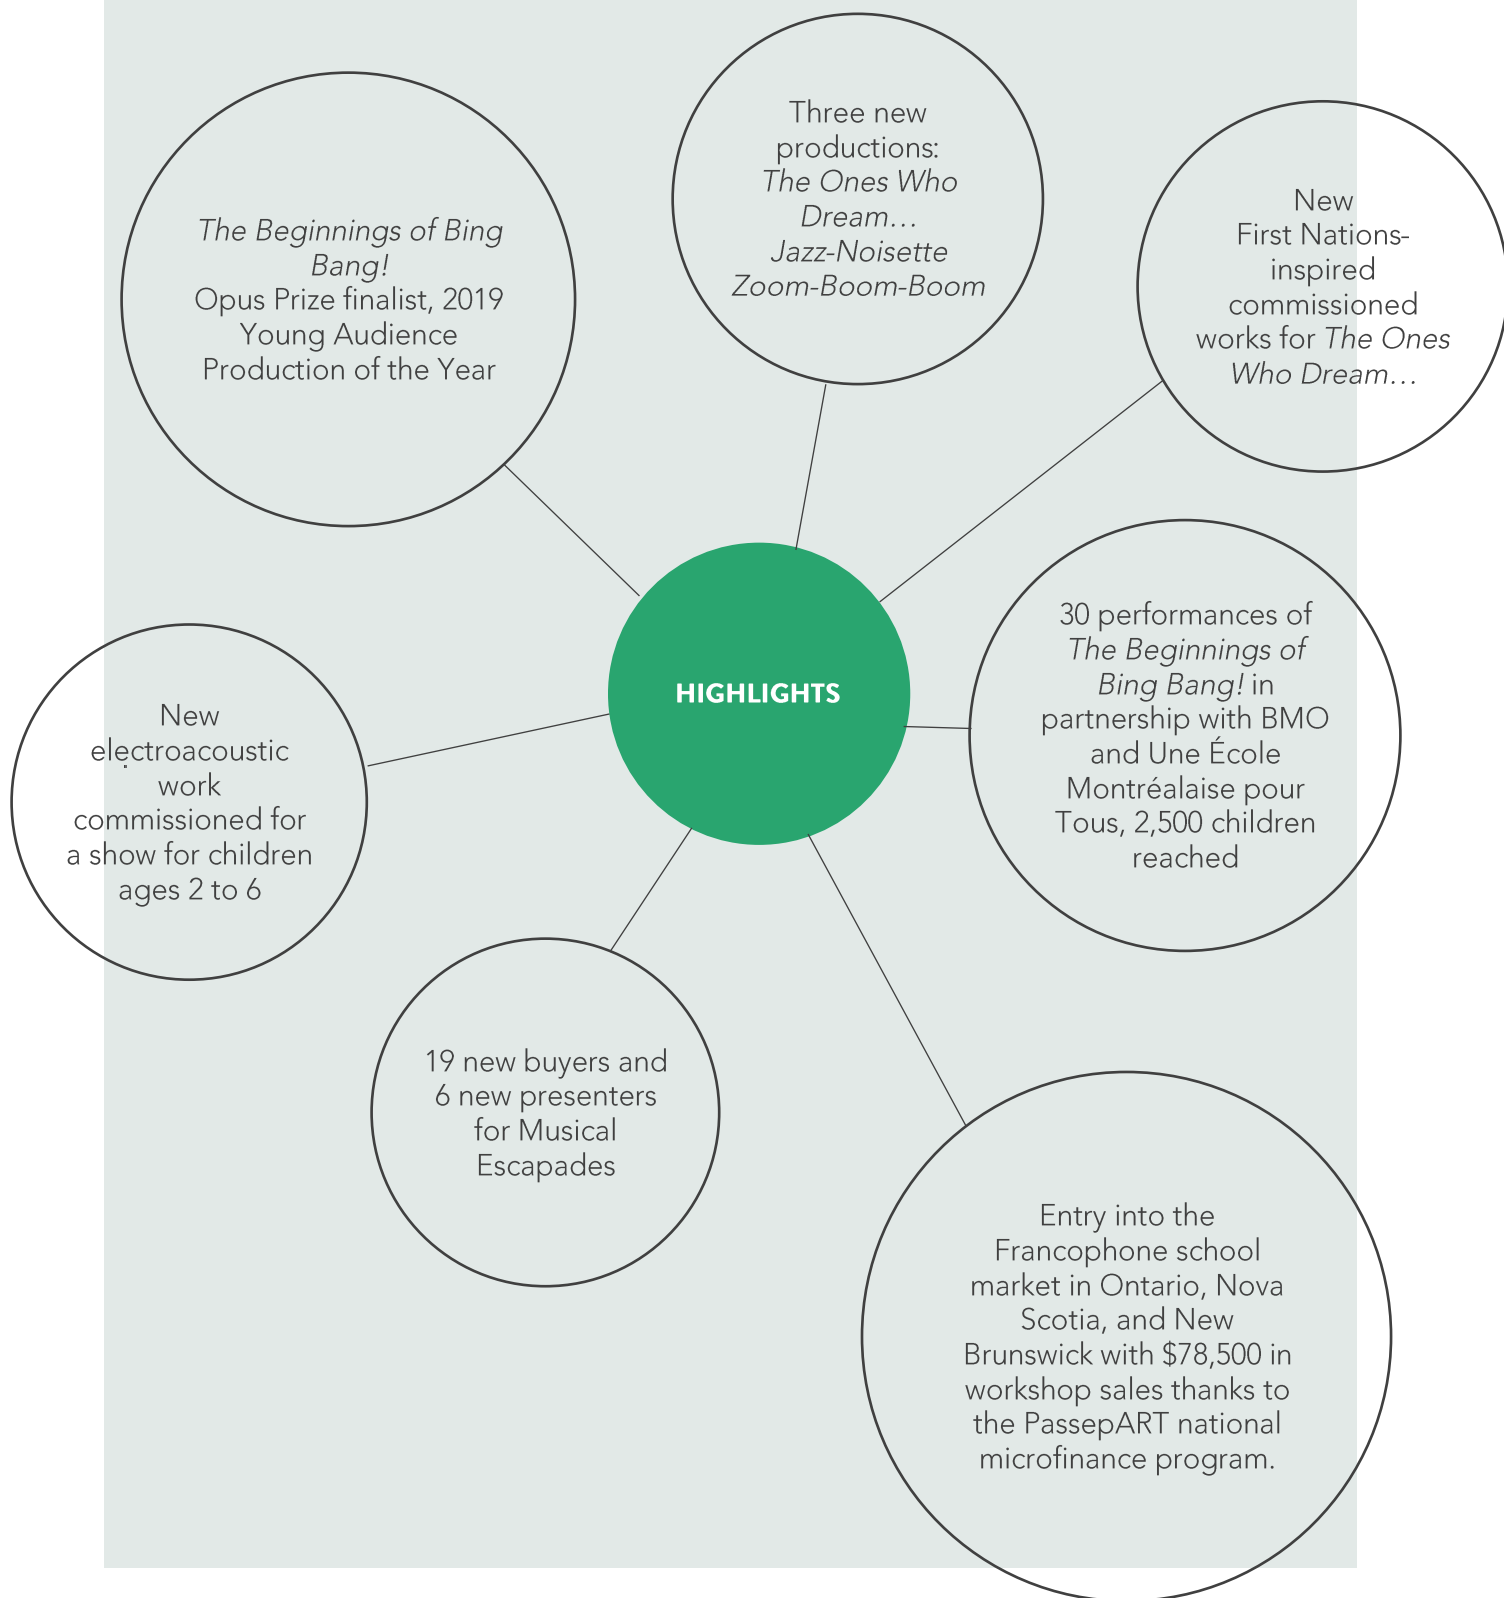 The Beginnings of Bing
Bang!
Opus Prize finalist, 2019
Young Audience
Production of the Year
Three new
productions:
The Ones Who
Dream…
Jazz-Noisette
Zoom-Boom-Boom
New
First Nations-
inspired
commissioned
works for The Ones
Who Dream…
HIGHLIGHTS
30 performances of
The Beginnings of
Bing Bang! in
partnership with BMO
and Une École
Montréalaise pour
Tous, 2,500 children
reached
New
electroacoustic
work
commissioned for
a show for children
ages 2 to 6
19 new buyers and
6 new presenters
for Musical
Escapades
Entry into the
Francophone school
market in Ontario, Nova
Scotia, and New
Brunswick with $78,500 in
workshop sales thanks to
the PassepART national
microfinance program.